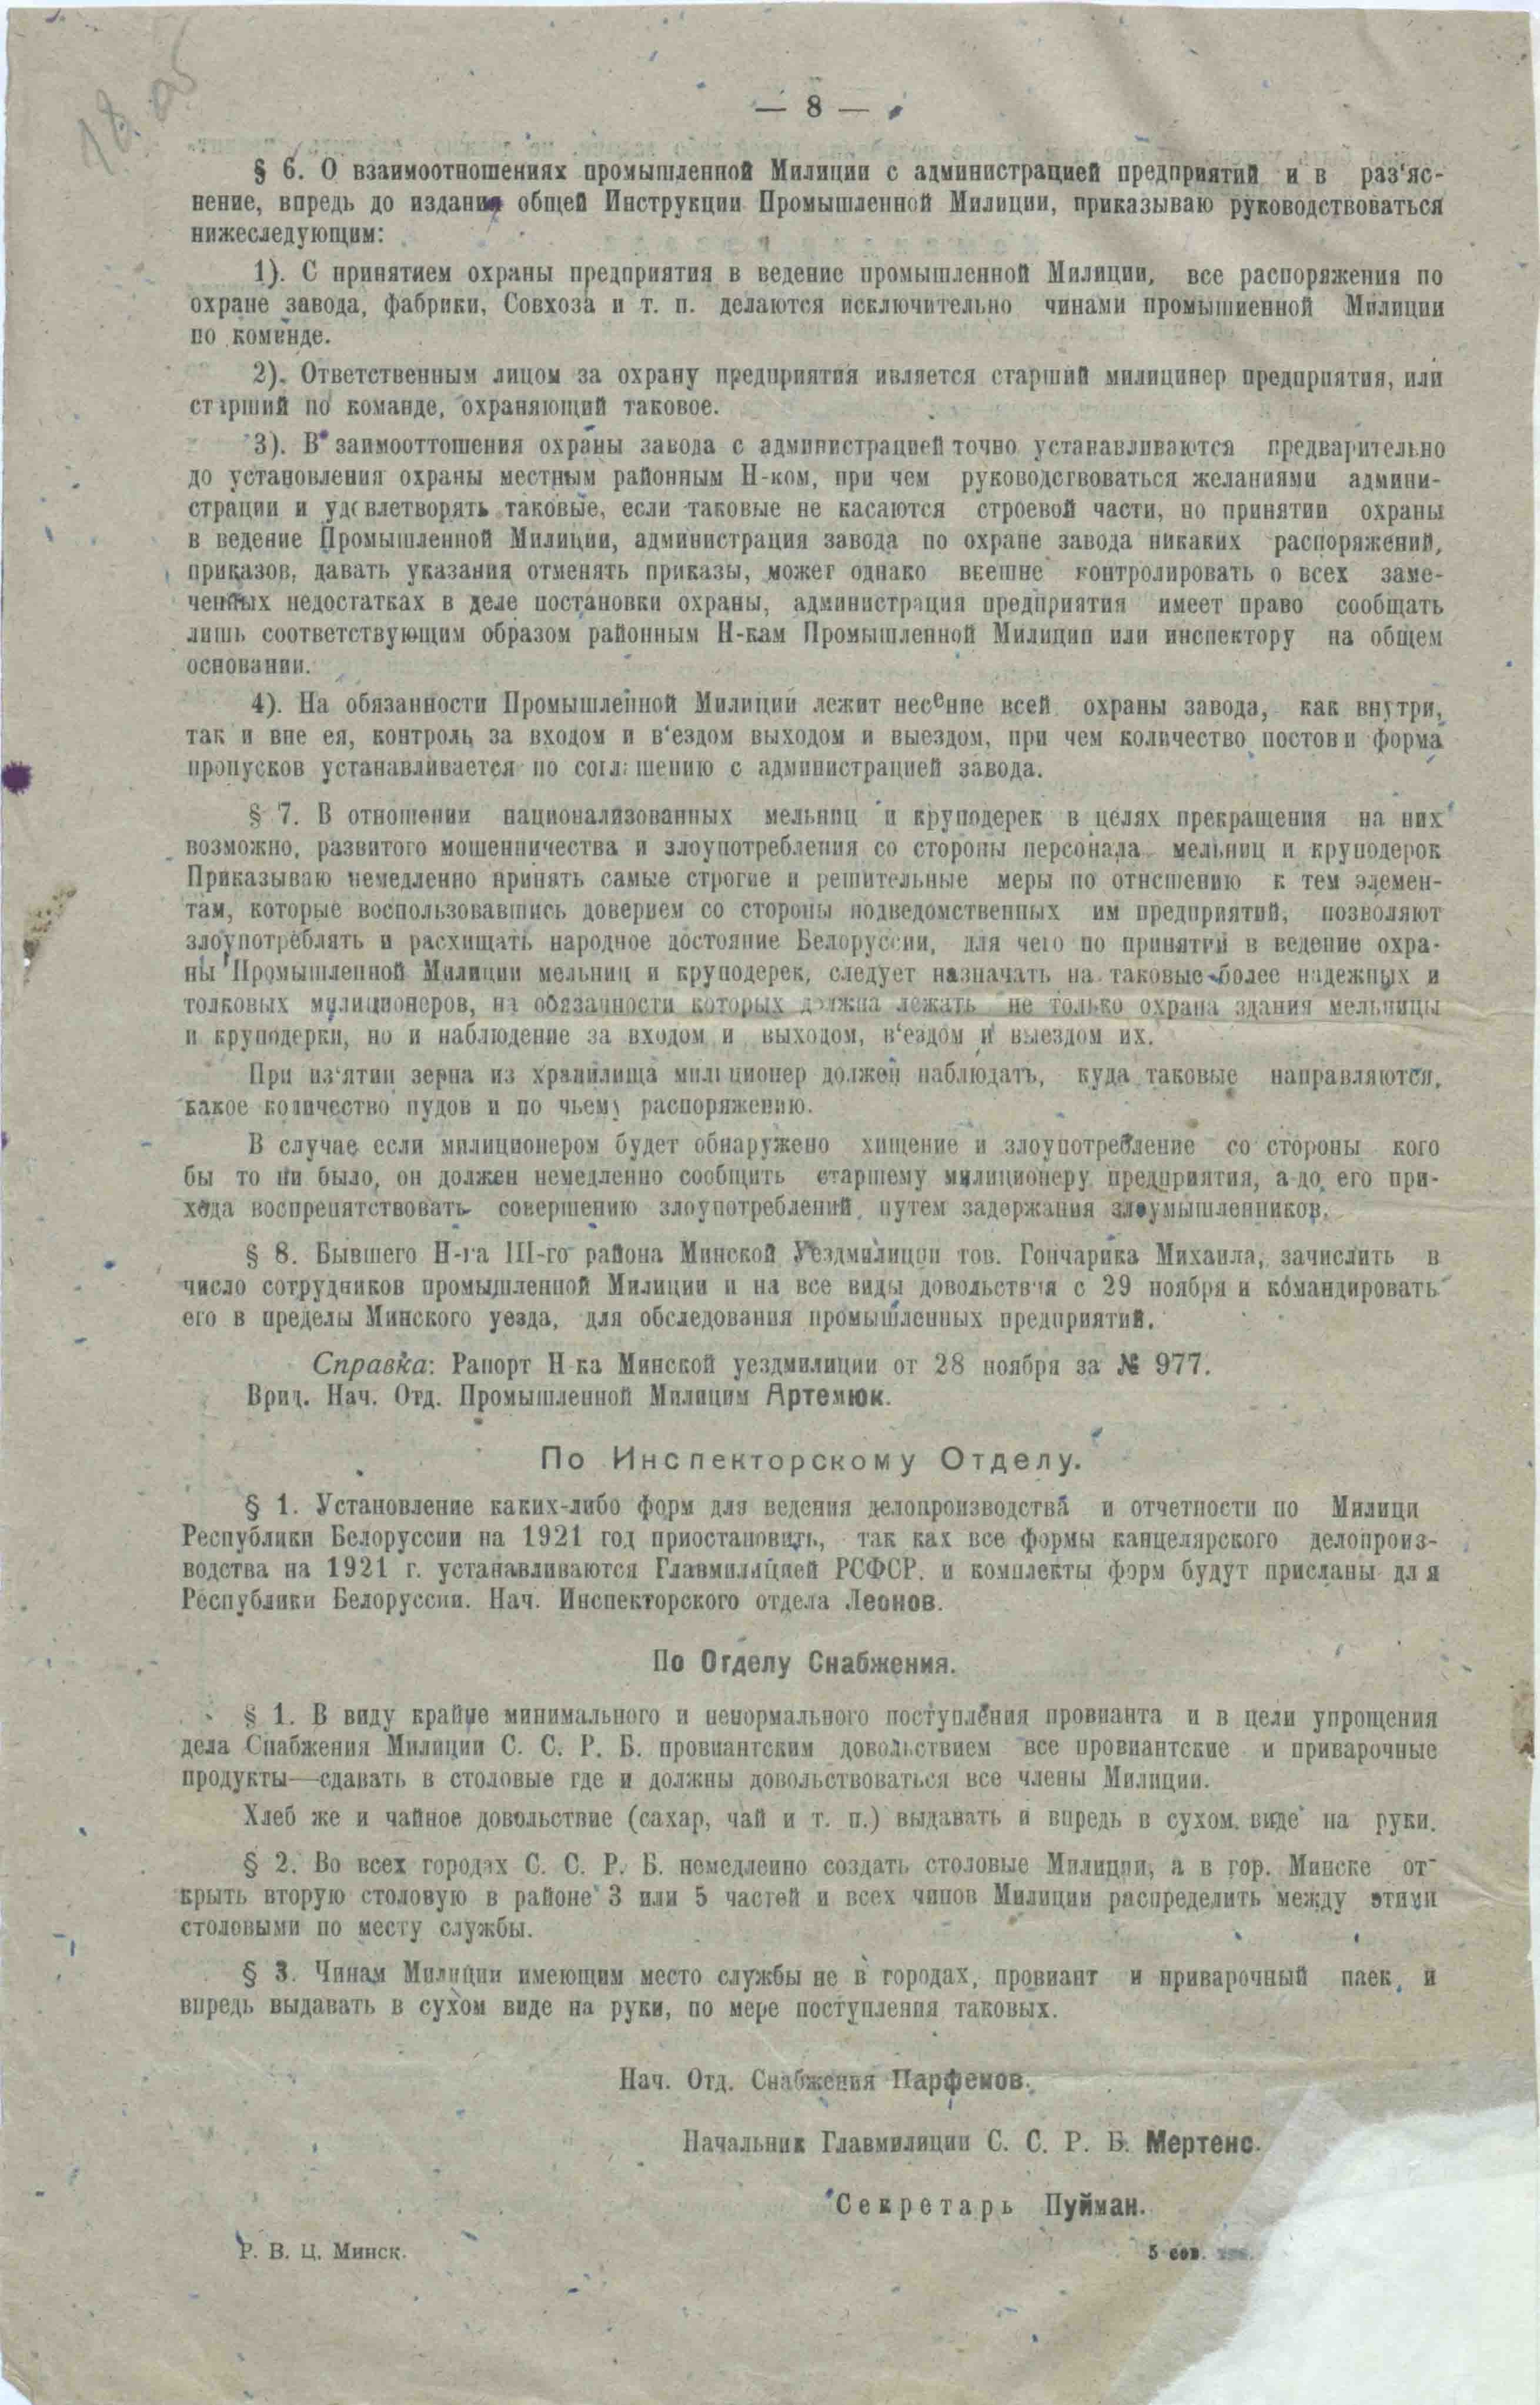 — 8 —
§ 6. О взаимоотношениях промышленной Милиции с администрацией предприятий и в раз'яс-
нение, впредь до издания общей Инструкции Промышленной Милиции, приказываю руководствоваться
нижеследующим:
1). С принятием охраны предприятия в ведение промышленной Милиции, все распоряжения по
охране завода, фабрики, Совхоза и т. п. делаются исключительно чинами промышиенной Милиции
по коменде.
2). Ответственным лицом за охрану предприятия ивляется старший милицинер предприятия, или
старший по команде, охраняющий таковое.
3). В заимооттошения охраны завода с администрацией точно устанавливаются предварительно
до установления охраны местным районным Н-ком, при чем руководствоваться желаниями админи-
страции и удовлетворять таковые, если таковые не касаются строевой части, но принятии охраны
в ведение Промышленной Милиции, администрация завода по охране завода никаких распоряжений,
приказов, давать указания отменять приказы, может однако внешне контролировать о всех заме-
ченных недостатках в деле постановки охраны, администрация предприятия имеет право сообщать
лишь соответствующим образом районным Н-кам Промышленной Милиции или инспектору на общем
основании.
4). На обязанности Промышленной Милиции лежит несение всей охраны завода, как внутри,
так и вне ея, контроль за входом и в'ездом выходом и выездом, при чем количество постов и форма
пропусков устанавливается по соглашению с администрацией завода.
§ 7. В отношении национализованных мельниц и круподерек в целях прекращения на них
возможно, развитого мошенничества и злоупотребления со стороны персонала мельниц и круподерок
Приказываю немедленно принять самые строгие и решительные меры по отношению к тем элемен-
там, которые воспользовавшись доверием со стороны подведомственных им предприятий, позволяют
злоупотреблять и расхищать народное достояние Белоруссии, для чего по принятии в ведение охра-
ны Промышленной Милиции мельниц и круподерек, следует назначать на таковые более надежных и
толковых милиционеров, на обязанности которых должна лежать не только охрана здания мельницы
и круподерки, но и наблюдение за входом и выходом, в'ездом и выездом их.
При из'ятии зерна из хранилища милиционер должен наблюдать, куда таковые направляются,
какое количество пудов и по чьему распоряжению.
В случае если милиционером будет обнаружено хищение и злоупотребление со стороны кого
бы то ни было, он должен немедленно сообщить старшему милиционеру предприятия, а до его при-
хода воспрепятствовать совершению злоупотреблений путем задержания злоумышленников.
§ 8. Бывшего Н-га III-го района Минской Уездмилиции тов. Гончарика Михаила, зачислить в
число сотрудников промышленной Милиции и на все виды довольствия с 29 ноября и командировать
его в пределы Минского уезда, для обследования промышленных предприятий.
Справка: Рапорт Н-ка Минской уездмилиции от 28 ноября за № 977.
Врид. Нач. Отд. Промышленной Милиции Артемюк.
По Инспекторскому Отделу.
§ 1. Установление каких-либо форм для ведения делопроизводства и отчетности по Милици
Республики Белоруссии на 1921 год приостановить, так ках все формы канцелярского делопроиз-
водства на 1921 г. устанавливаются Главмилицией РСФСР. и комплекты форм будут присланы для
Республики Белоруссии. Нач. Инспекторского отдела Леонов.
По Отделу Снабжения.
§ 1. В виду крайне минимального и ненормального поступления провианта и в цели упрощения
дела Снабжения Милиции С. С. Р. Б. провиантским довольствием все провиантские и приварочные
продукты—сдавать в столовые где и должны довольствоваться все члены Милиции.
Хлеб же и чайное довольствие (сахар, чай и т. п.) выдавать и впредь в сухом виде на руки.
§ 2. Во всех городах С. С. Р. Б. немедленно создать столовые Милиции, а в гор. Минске от-
крыть вторую столовую в районе 3 или 5 частей и всех чинов Милиции распределить между этими
столовыми по месту службы.
§ 3. Чинам Милиции имеющим место службы не в городах, провиант и приварочный паек, и
впредь выдавать в сухом виде на руки, по мере поступления таковых.
Нач. Отд. Снабжения Парфенов.
Начальник Главмилиции С. С. Р. Б. Мертенс.
Секретарь Пуйман.
Р. В. Ц. Минск.
5 сов.